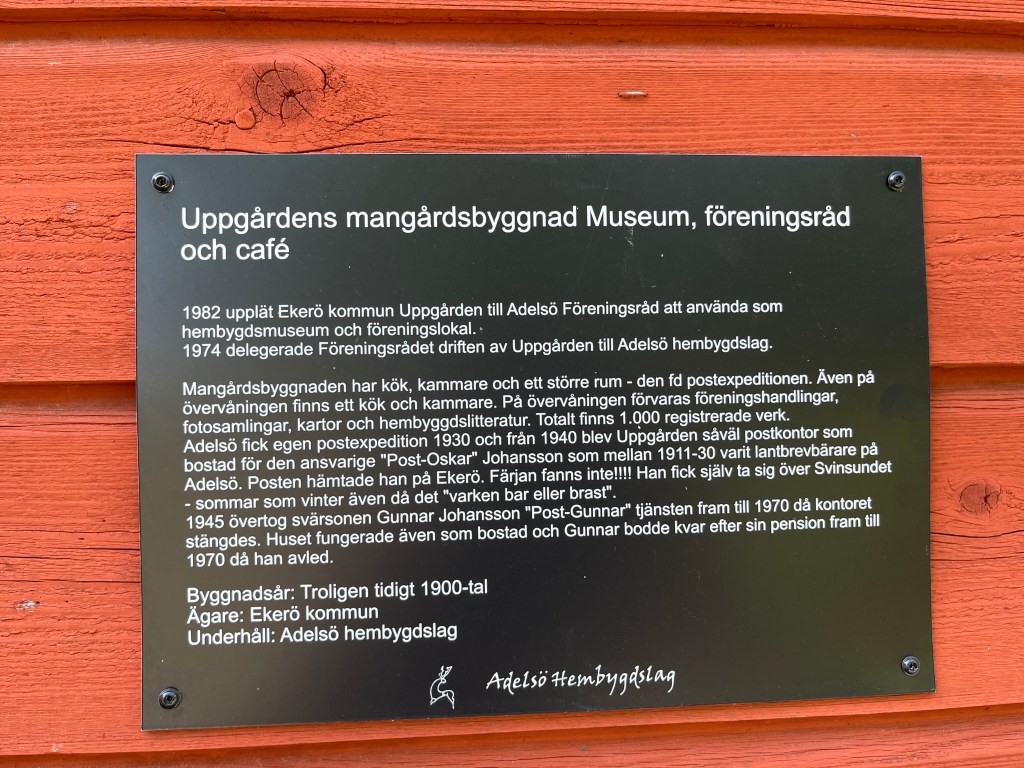 Uppgårdens mangårdsbyggnad Museum, föreningsråd
och café
1982 upplät Ekerö kommun Uppgården till Adelsö Föreningsråd att använda som
hembygdsmuseum och föreningslokal.
1974 delegerade Föreningsrådet driften av Uppgården till Adelsö hembygdslag.
Mangårdsbyggnaden har kök, kammare och ett större rum - den fd postexpeditionen. Även på
övervåningen finns ett kök och kammare. På övervåningen förvaras föreningshandlingar,
fotosamlingar, kartor och hembyggdslitteratur. Totalt finns 1.000 registrerade verk.
Adelsö fick egen postexpedition 1930 och från 1940 blev Uppgården såväl postkontor som
bostad för den ansvarige "Post-Oskar" Johansson som mellan 1911-30 varit lantbrevbärare på
Adelsö. Posten hämtade han på Ekerö. Färjan fanns inte!!!! Han fick själv ta sig över Svinsundet
- sommar som vinter även då det "varken bar eller brast".
1945 övertog svärsonen Gunnar Johansson "Post-Gunnar" tjänsten fram till 1970 då kontoret
stängdes. Huset fungerade även som bostad och Gunnar bodde kvar efter sin pension fram till
1970 då han avled.
Byggnadsår: Troligen tidigt 1900-tal
Ägare: Ekerö kommun
Underhåll: Adelsö hembygdslag
Adelsö Hembygdslag